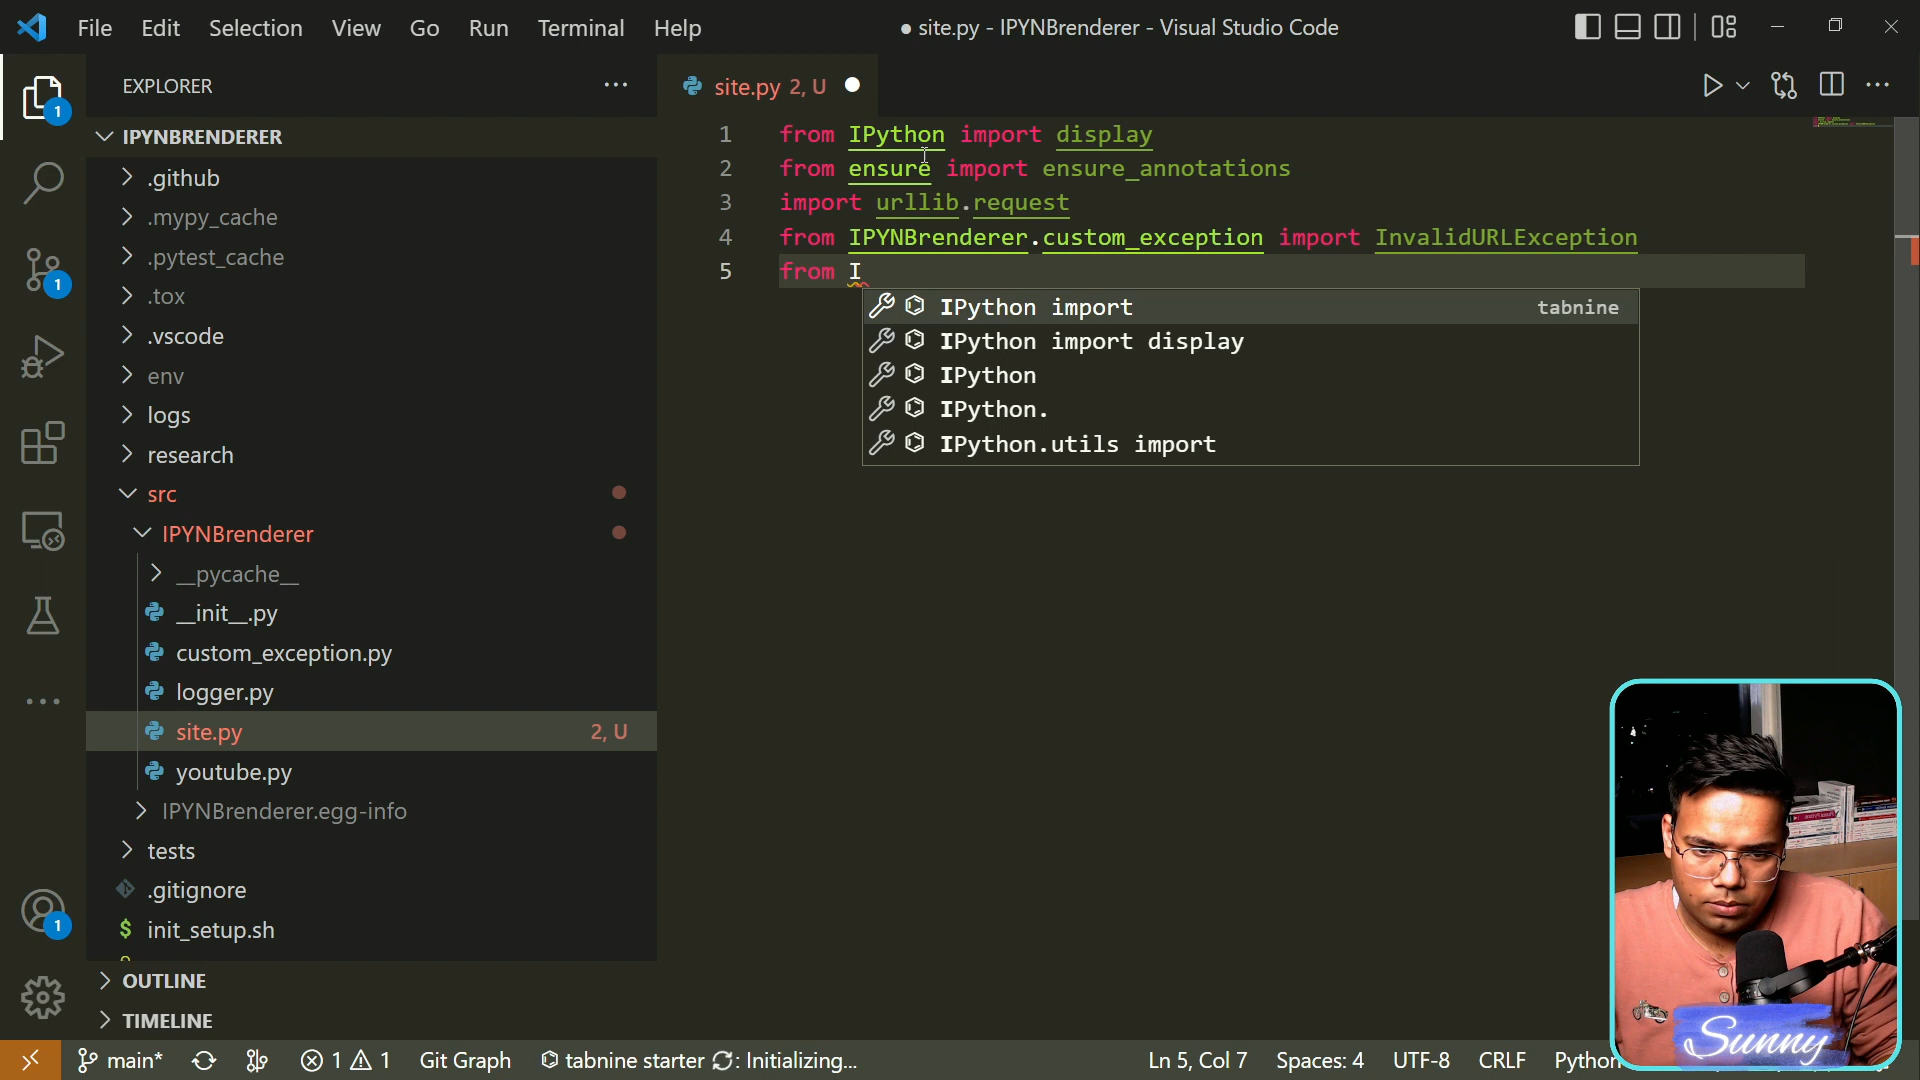 File Edit Selection View Go Run Terminal Help
● site.py - IPYNBrenderer - Visual Studio Code
EXPLORER
IPYNBRENDERER
.github
.mypy_cache
.pytest_cache
.tox
.vscode
env
logs
research
src
IPYNBrenderer
__pycache__
__init__.py
custom_exception.py
logger.py
site.py 2, U
youtube.py
IPYNBrenderer.egg-info
tests
.gitignore
init_setup.sh
OUTLINE
TIMELINE
1
1
1
site.py 2, U
1 from IPython import display
2 from ensure import ensure_annotations
3 import urllib.request
4 from IPYNBrenderer.custom_exception import InvalidURLException
5 from I
IPython import tabnine
IPython import display
IPython
IPython.
IPython.utils import
Sunny
main* 1 1 Git Graph tabnine starter : Initializing... Ln 5, Col 7 Spaces: 4 UTF-8 CRLF Python